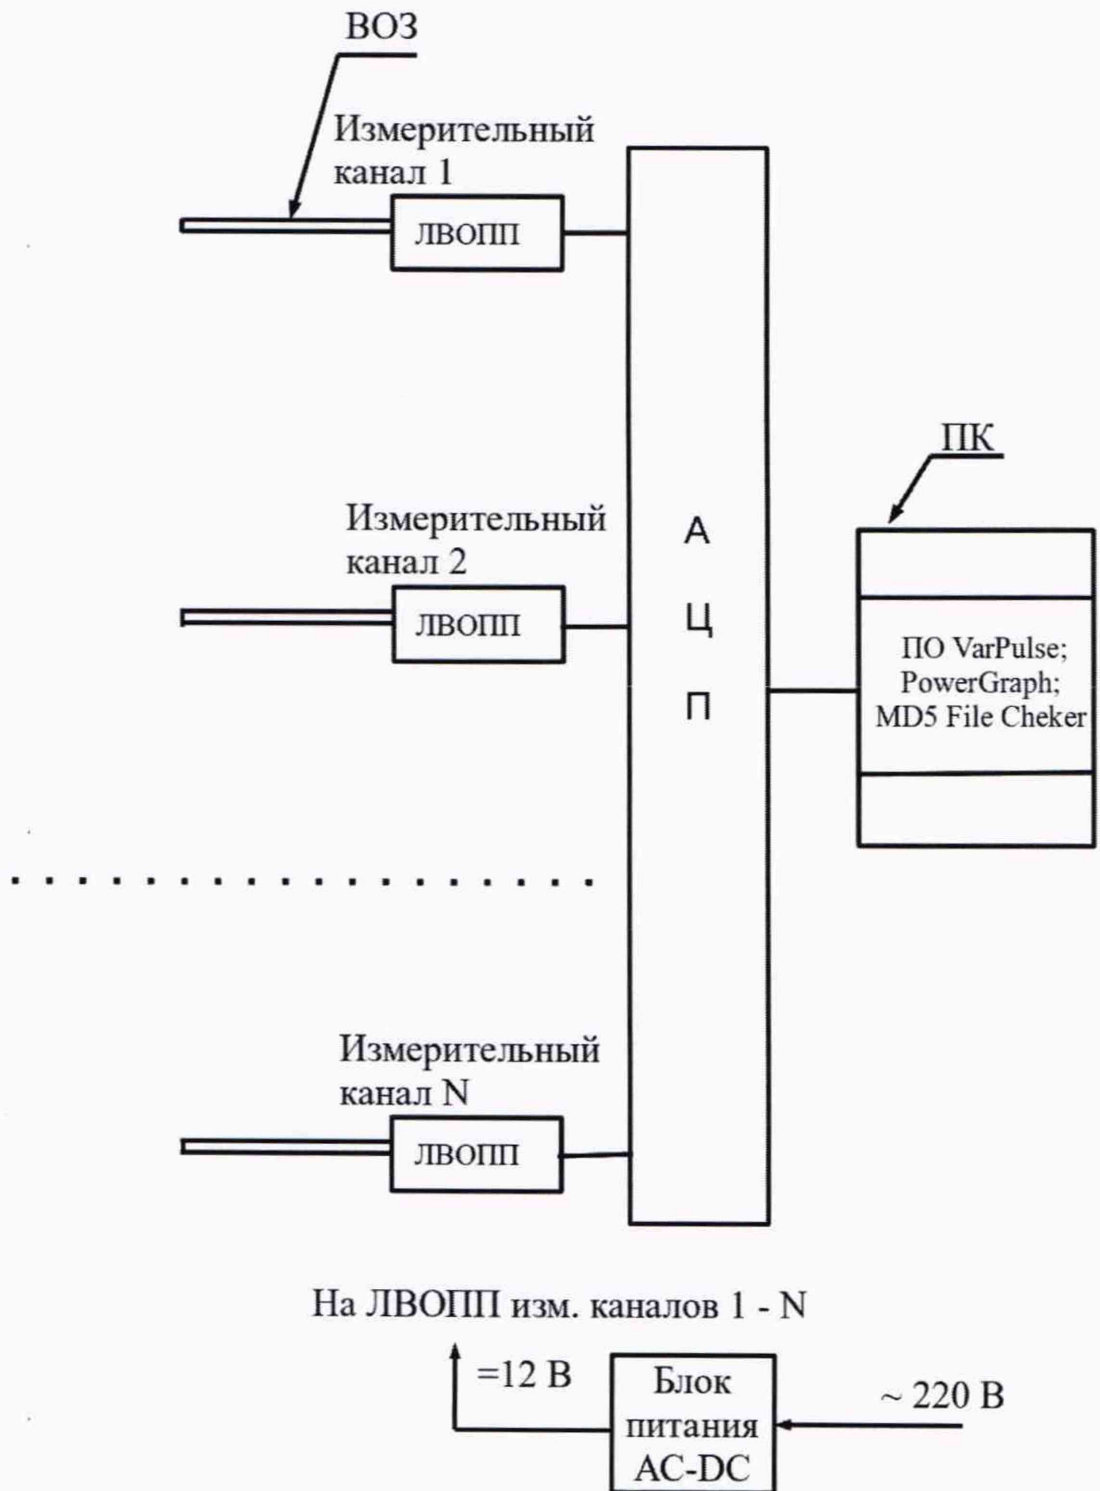 ВОЗ
Измерительный
канал 1
ЛВОПП
ПК
Измерительный
канал 2
ЛВОПП
А
Ц
П
ПО VarPulse;
PowerGraph;
MD5 File Cheker
Измерительный
канал N
ЛВОПП
На ЛВОПП изм. каналов 1 - N
=12 В
Блок
питания
AC-DC
~ 220 В